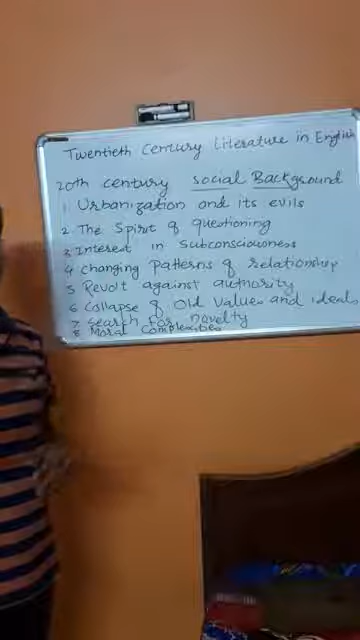 Twentieth Century Literature in English
20th century social Background
1 Urbanization and its evils
2. The Spirit of questioning
3 Interest in Subconsciousness
4 Changing Patterns of relationship
5 Revolt against authority
6 Collapse of Old Values and ideals
7 Search For novelty
8 Moral Complexities